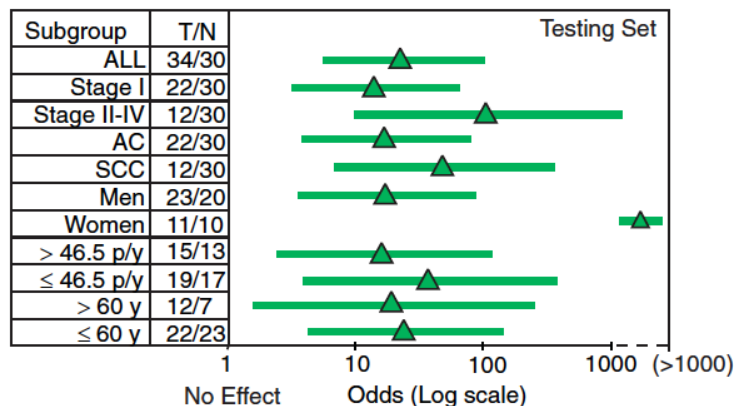 Subgroup T/N Testing Set
ALL 34/30
Stage I 22/30
Stage II-IV 12/30
AC 22/30
SCC 12/30
Men 23/20
Women 11/10
> 46.5 p/y 15/13
≤ 46.5 p/y 19/17
> 60 y 12/7
≤ 60 y 22/23
1 10 100 1000 (>1000)
No Effect Odds (Log scale)